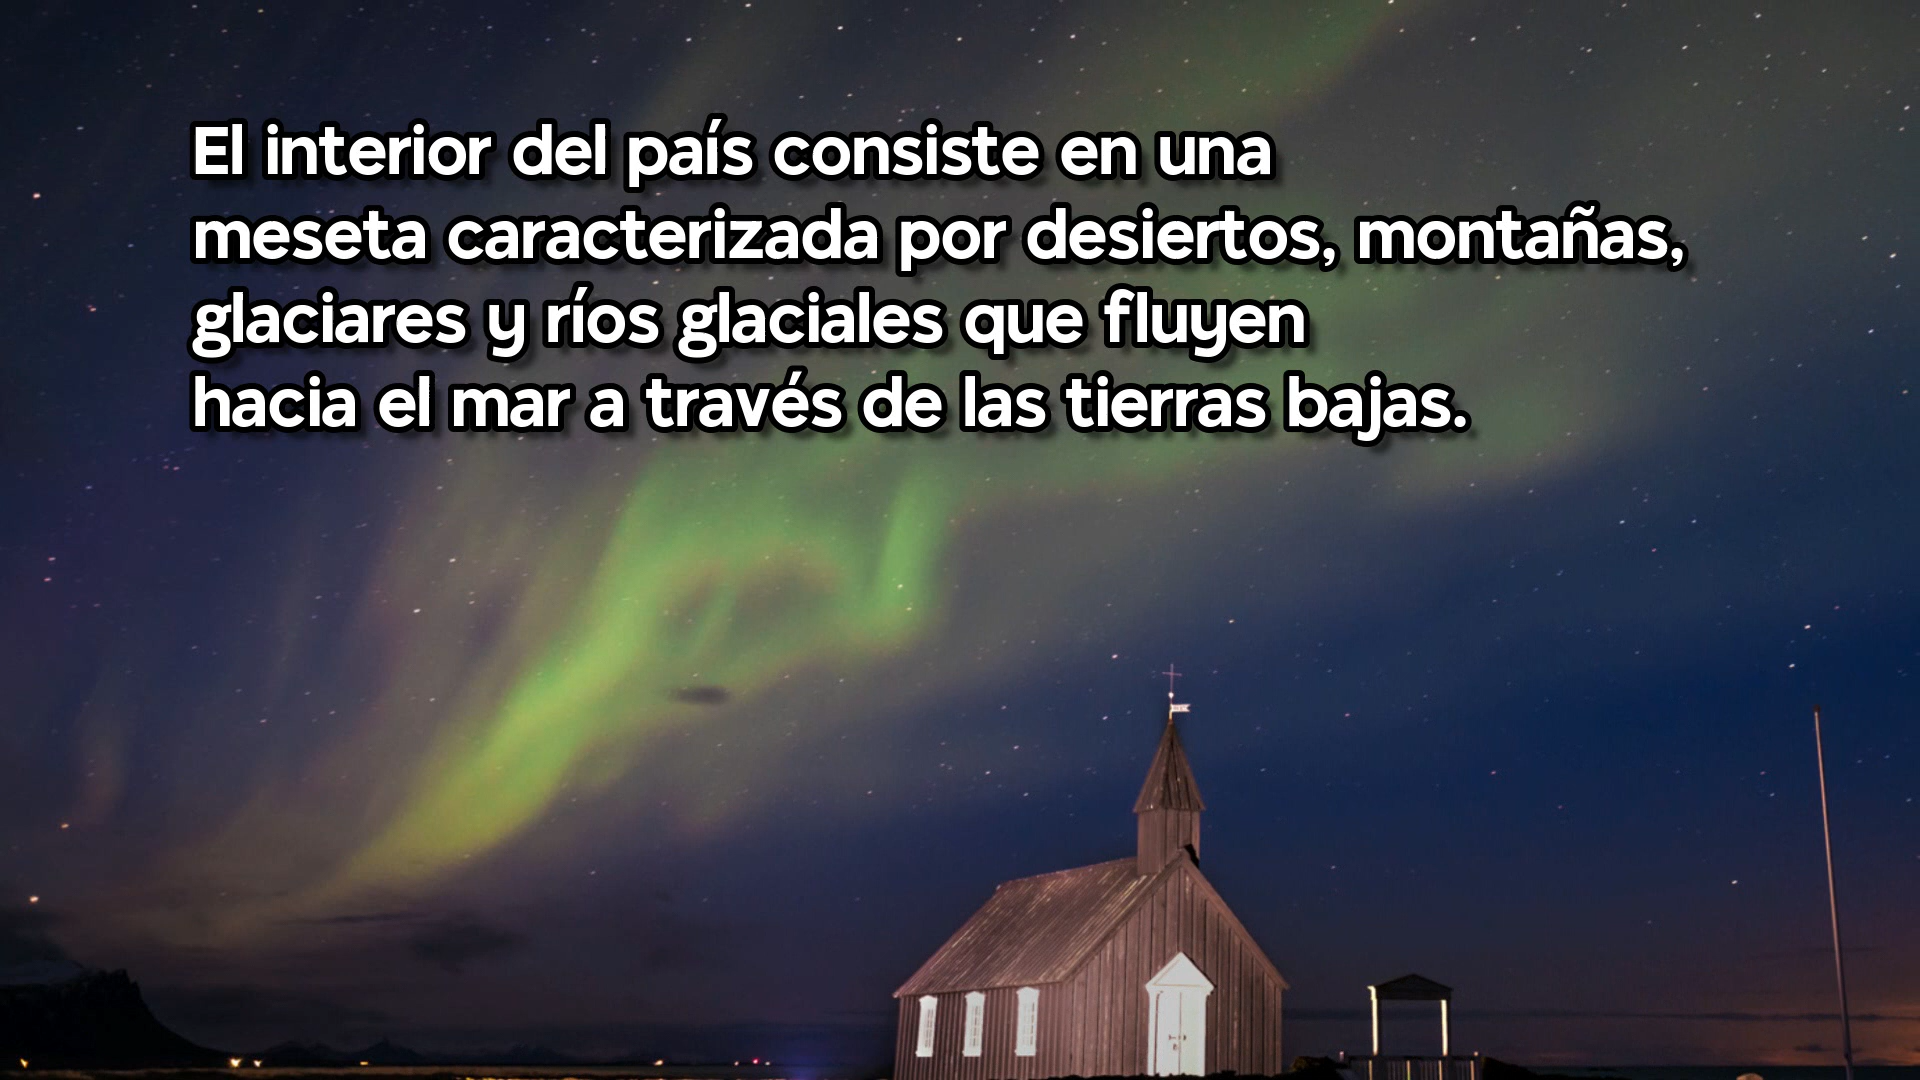 El interior del país consiste en una
meseta caracterizada por desiertos, montañas,
glaciares y ríos glaciales que fluyen
hacia el mar a través de las tierras bajas.